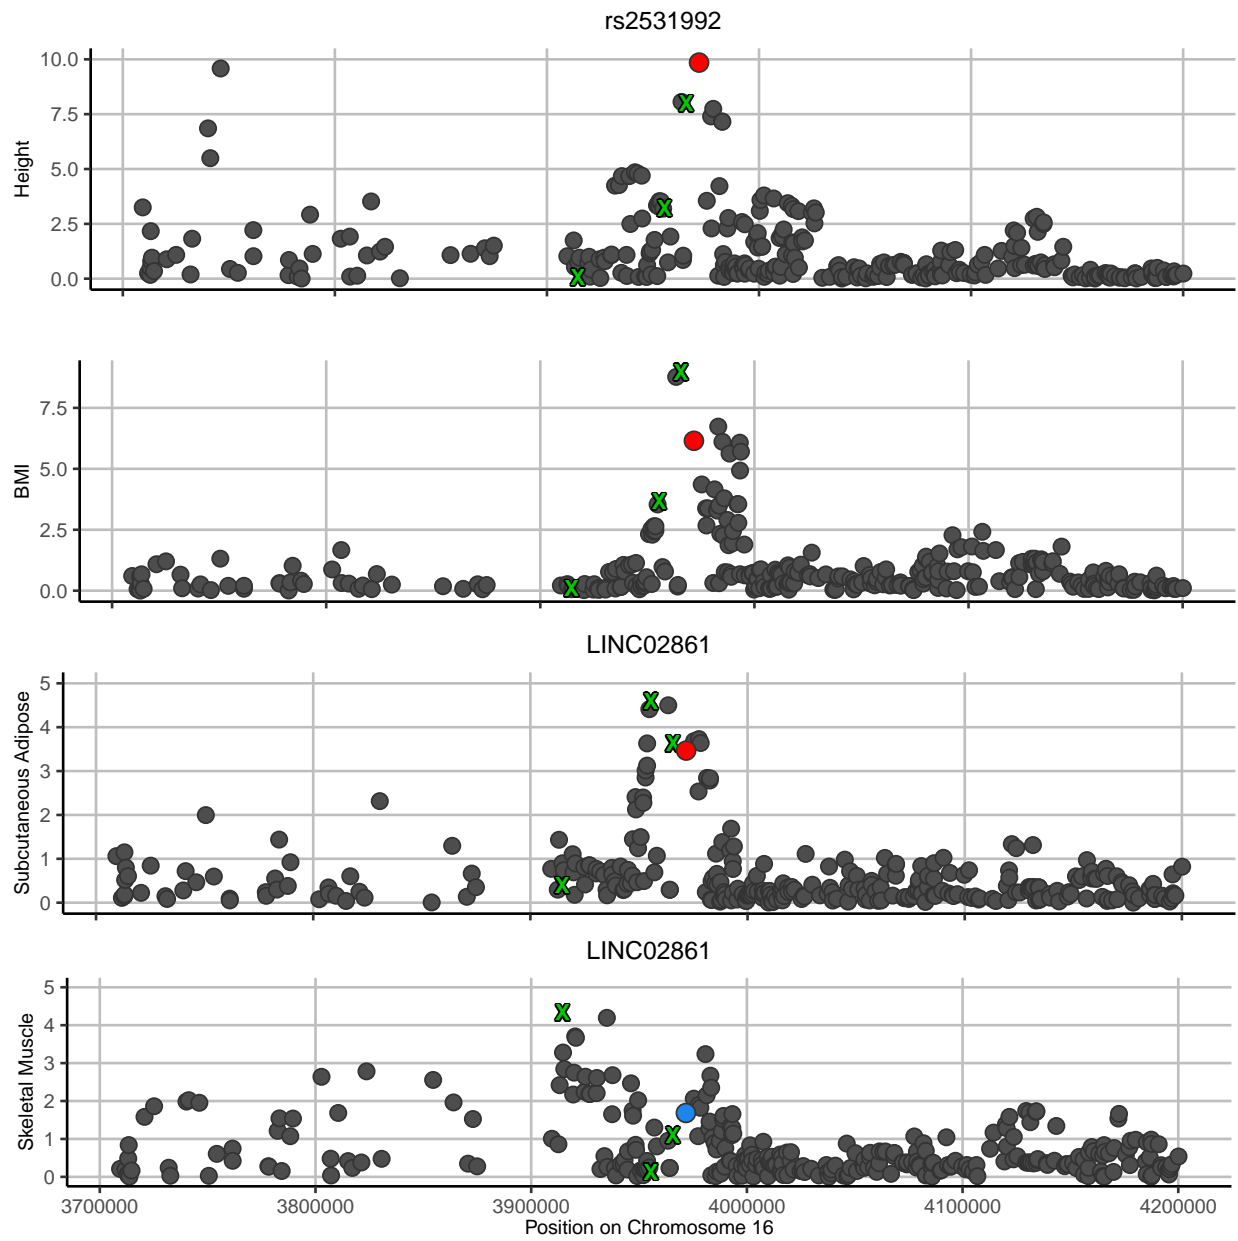 rs2531992
10.0
7.5
5.0
2.5
0.0
Height
7.5
5.0
2.5
0.0
BMI
LINC02861
5
4
3
2
1
0
Subcutaneous Adipose
LINC02861
5
4
3
2
1
0
Skeletal Muscle
3700000 3800000 3900000 4000000 4100000 4200000
Position on Chromosome 16